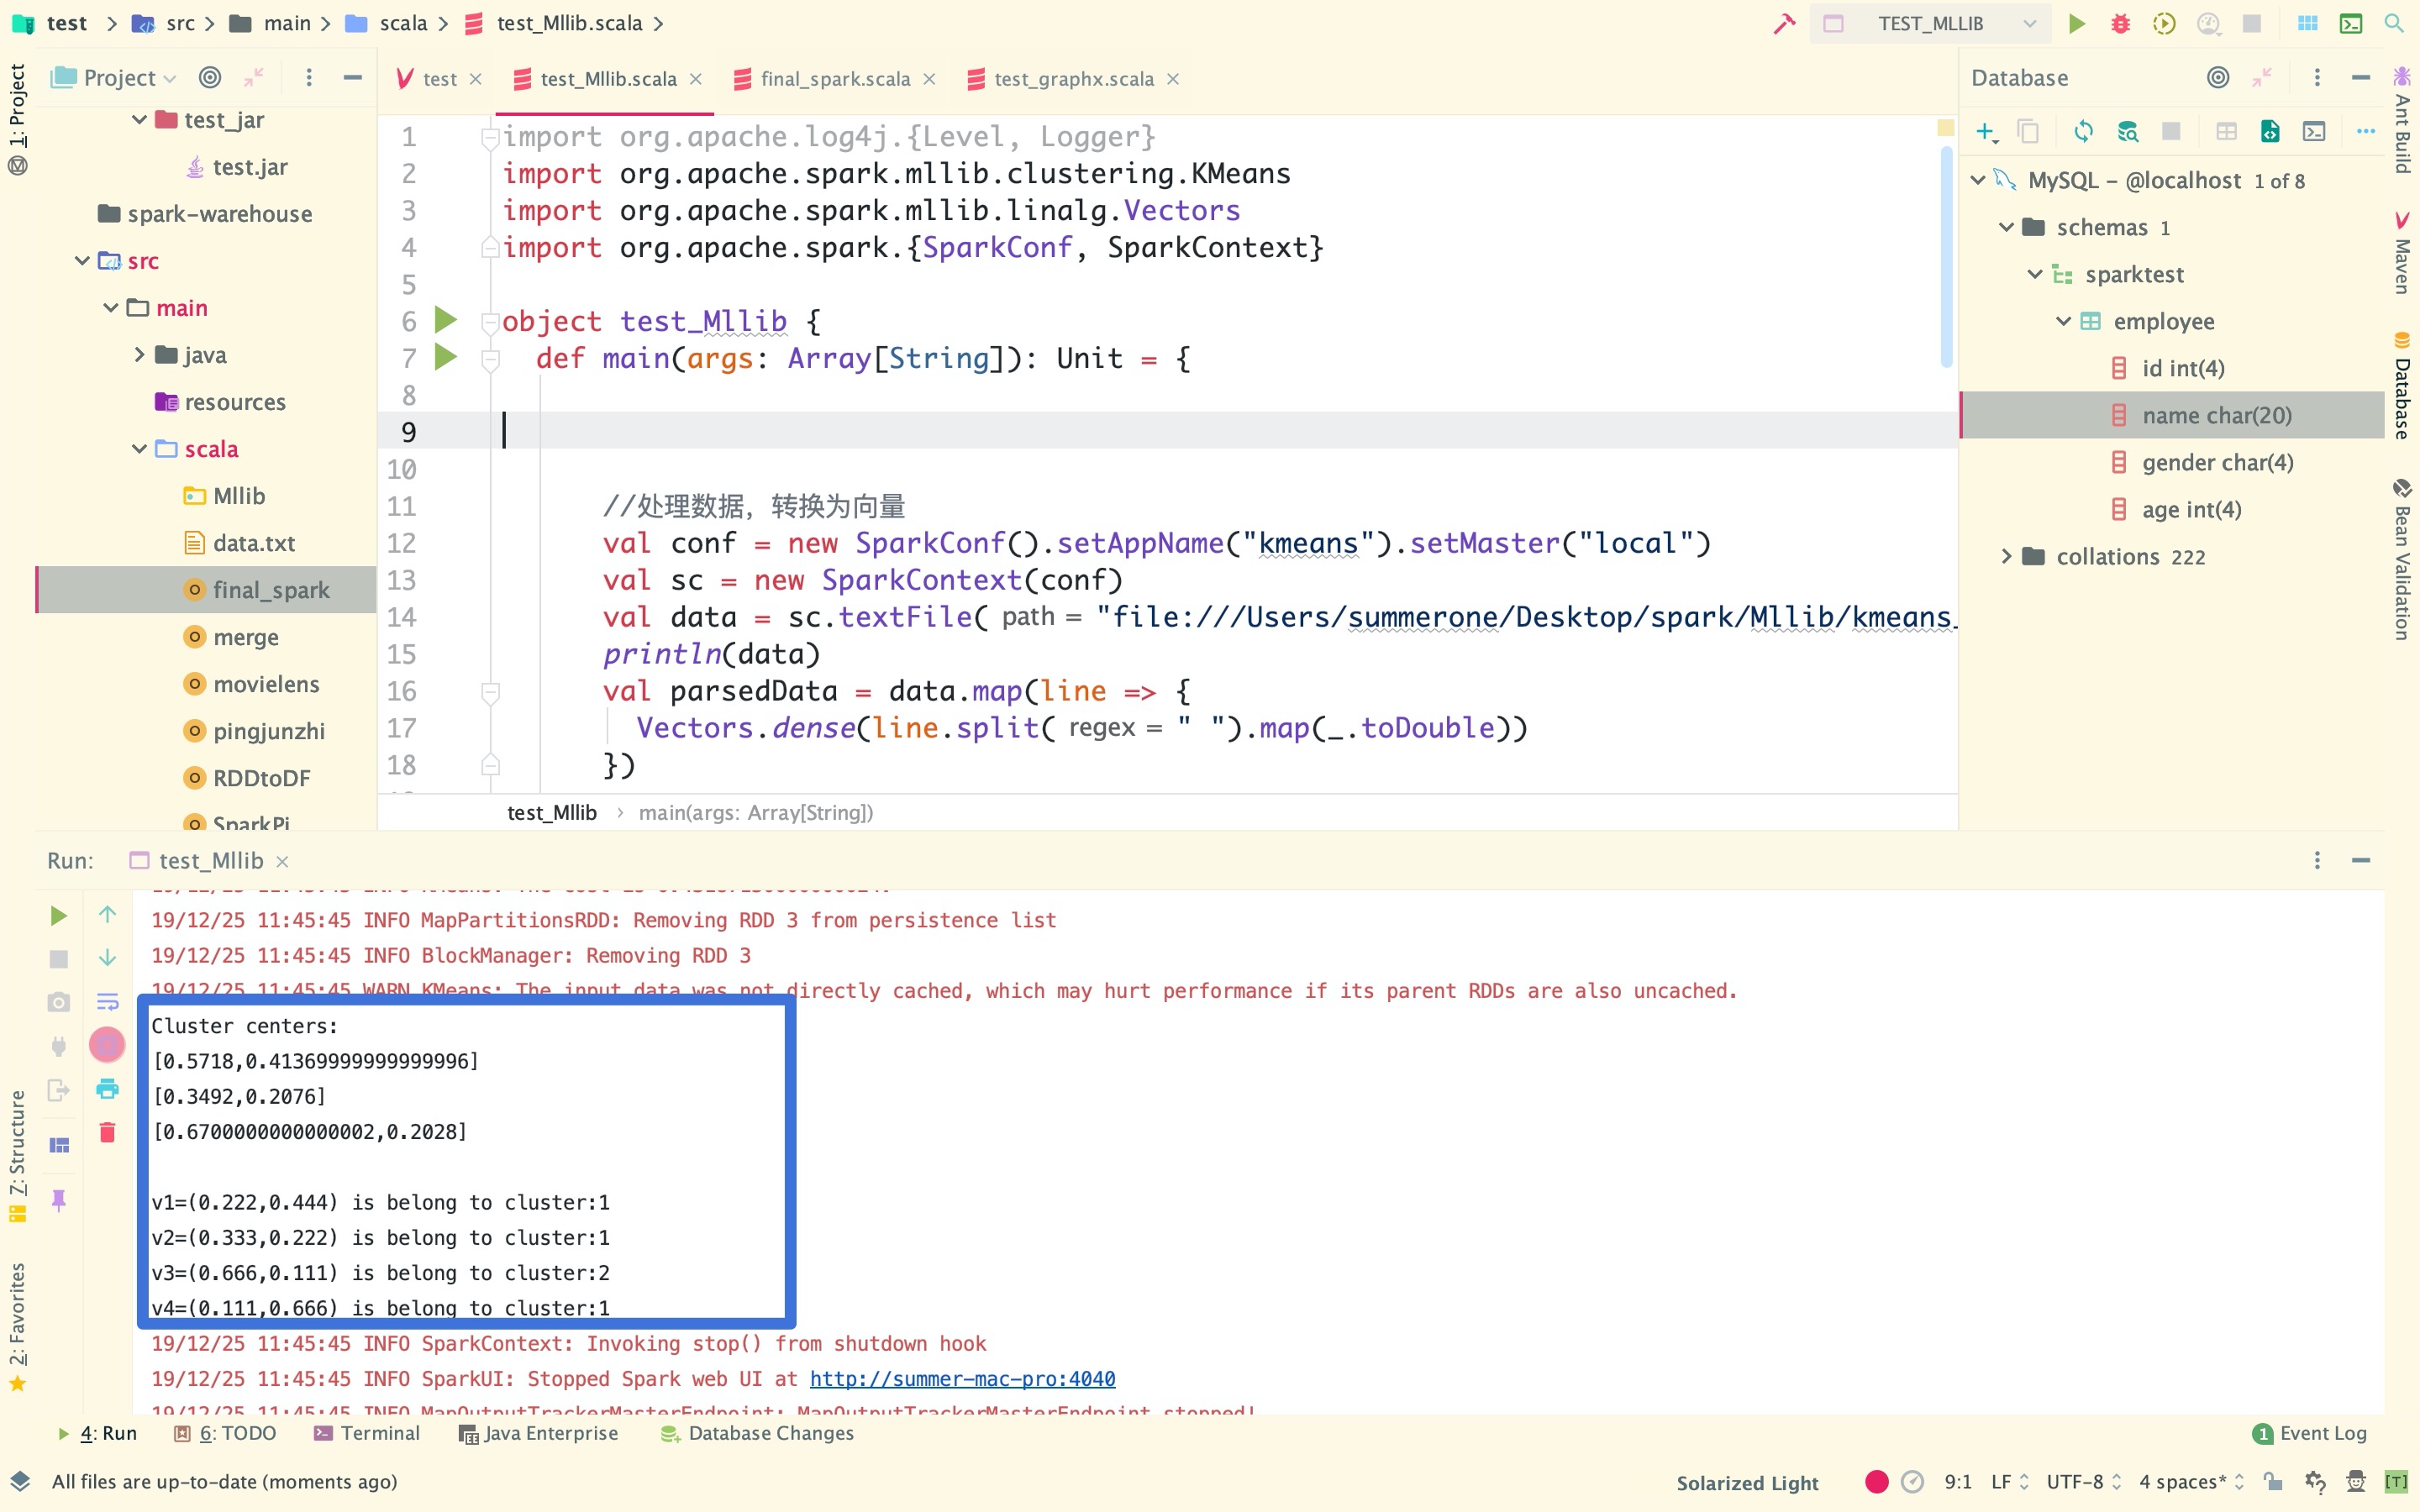 test src main scala test_Mllib.scala
TEST_MLLIB
1: Project
Project
test_jar
test.jar
spark-warehouse
src
main
java
resources
scala
Mllib
data.txt
final_spark
merge
movielens
pingjunzhi
RDDtoDF
SparkPi
test test_Mllib.scala final_spark.scala test_graphx.scala
1 import org.apache.log4j.{Level, Logger}
2 import org.apache.spark.mllib.clustering.KMeans
3 import org.apache.spark.mllib.linalg.Vectors
4 import org.apache.spark.{SparkConf, SparkContext}
5
6 object test_Mllib {
7 def main(args: Array[String]): Unit = {
8
9
10
11 //处理数据，转换为向量
12 val conf = new SparkConf().setAppName("kmeans").setMaster("local")
13 val sc = new SparkContext(conf)
14 val data = sc.textFile( path = "file:///Users/summerone/Desktop/spark/Mllib/kmeans_
15 println(data)
16 val parsedData = data.map(line => {
17 Vectors.dense(line.split( regex = " ").map(_.toDouble))
18 })
test_Mllib main(args: Array[String])
Database
MySQL - @localhost 1 of 8
schemas 1
sparktest
employee
id int(4)
name char(20)
gender char(4)
age int(4)
collations 222
Ant Build
Maven
Database
Bean Validation
Run: test_Mllib
19/12/25 11:45:45 INFO MapPartitionsRDD: Removing RDD 3 from persistence list
19/12/25 11:45:45 INFO BlockManager: Removing RDD 3
19/12/25 11:45:45 WARN KMeans: The input data was not directly cached, which may hurt performance if its parent RDDs are also uncached.
Cluster centers:
[0.5718,0.41369999999999996]
[0.3492,0.2076]
[0.6700000000000002,0.2028]
v1=(0.222,0.444) is belong to cluster:1
v2=(0.333,0.222) is belong to cluster:1
v3=(0.666,0.111) is belong to cluster:2
v4=(0.111,0.666) is belong to cluster:1
19/12/25 11:45:45 INFO SparkContext: Invoking stop() from shutdown hook
19/12/25 11:45:45 INFO SparkUI: Stopped Spark web UI at http://summer-mac-pro:4040
19/12/25 11:45:45 INFO MapOutputTrackerMasterEndpoint: MapOutputTrackerMasterEndpoint stopped!
7: Structure
2: Favorites
4: Run 6: TODO Terminal Java Enterprise Database Changes
1 Event Log
All files are up-to-date (moments ago)
Solarized Light 9:1 LF UTF-8 4 spaces* [T]